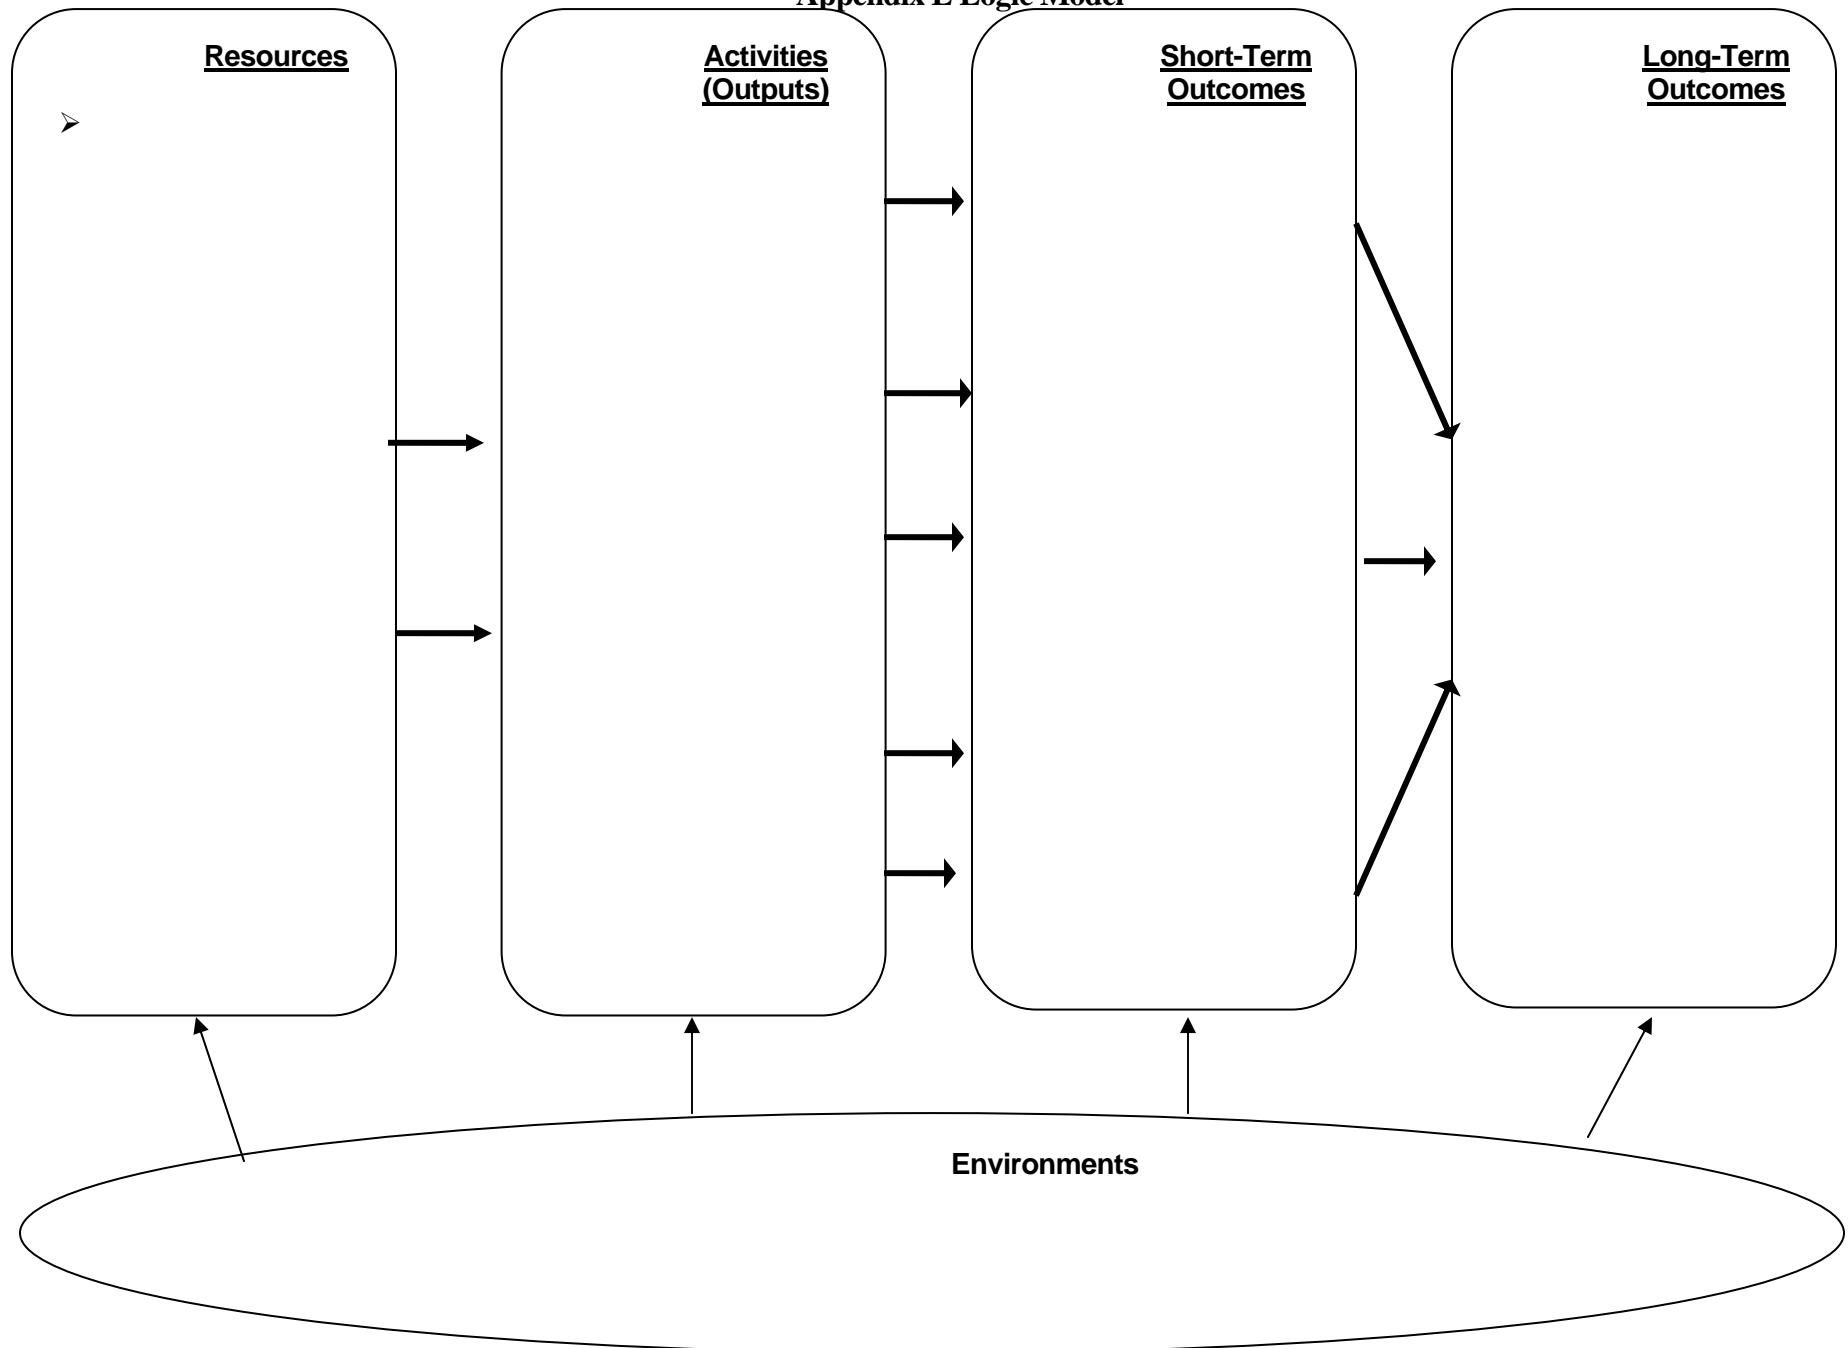 Appendix E Logic Model
Resources
Activities
(Outputs)
Short-Term
Outcomes
Long-Term
Outcomes
➢
Environments